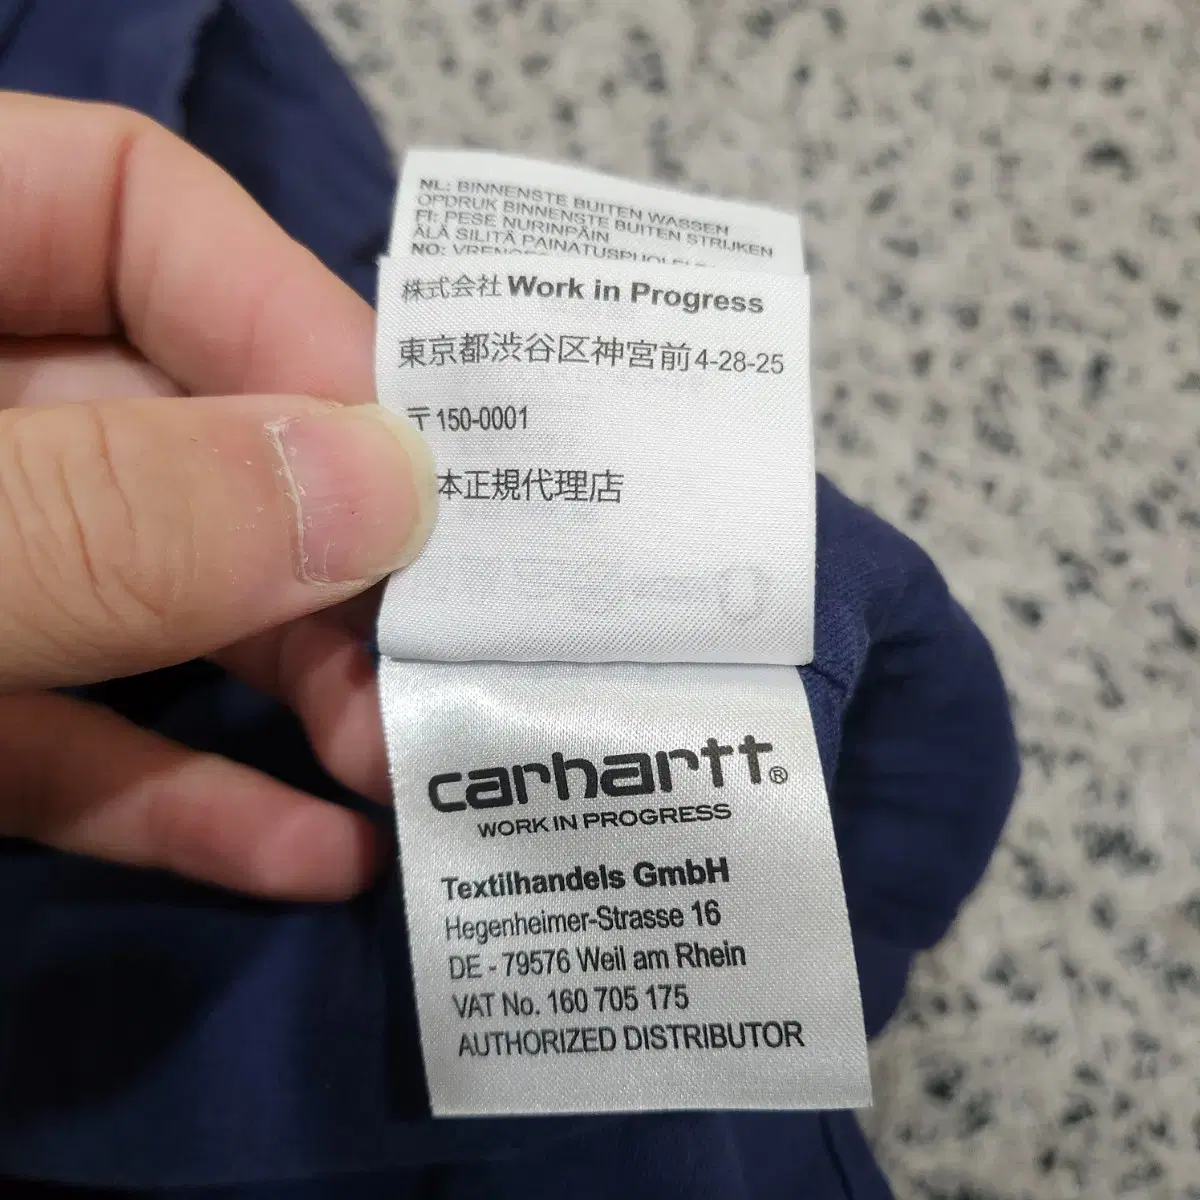 NL: BINNENSTE BUITEN WASSEN
OPDRUK BINNENSTE BUITEN STRIJKEN
FI: PESE NURINPÄIN
ÄLÄ SILITÄ PAINATUSPUOLELTA
NO:
株式会社 Work in Progress
東京都渋谷区神宮前4-28-25
〒150-0001
本正規代理店
carhartt®
WORK IN PROGRESS
Textilhandels GmbH
Hegenheimer-Strasse 16
DE - 79576 Weil am Rhein
VAT No. 160 705 175
AUTHORIZED DISTRIBUTOR